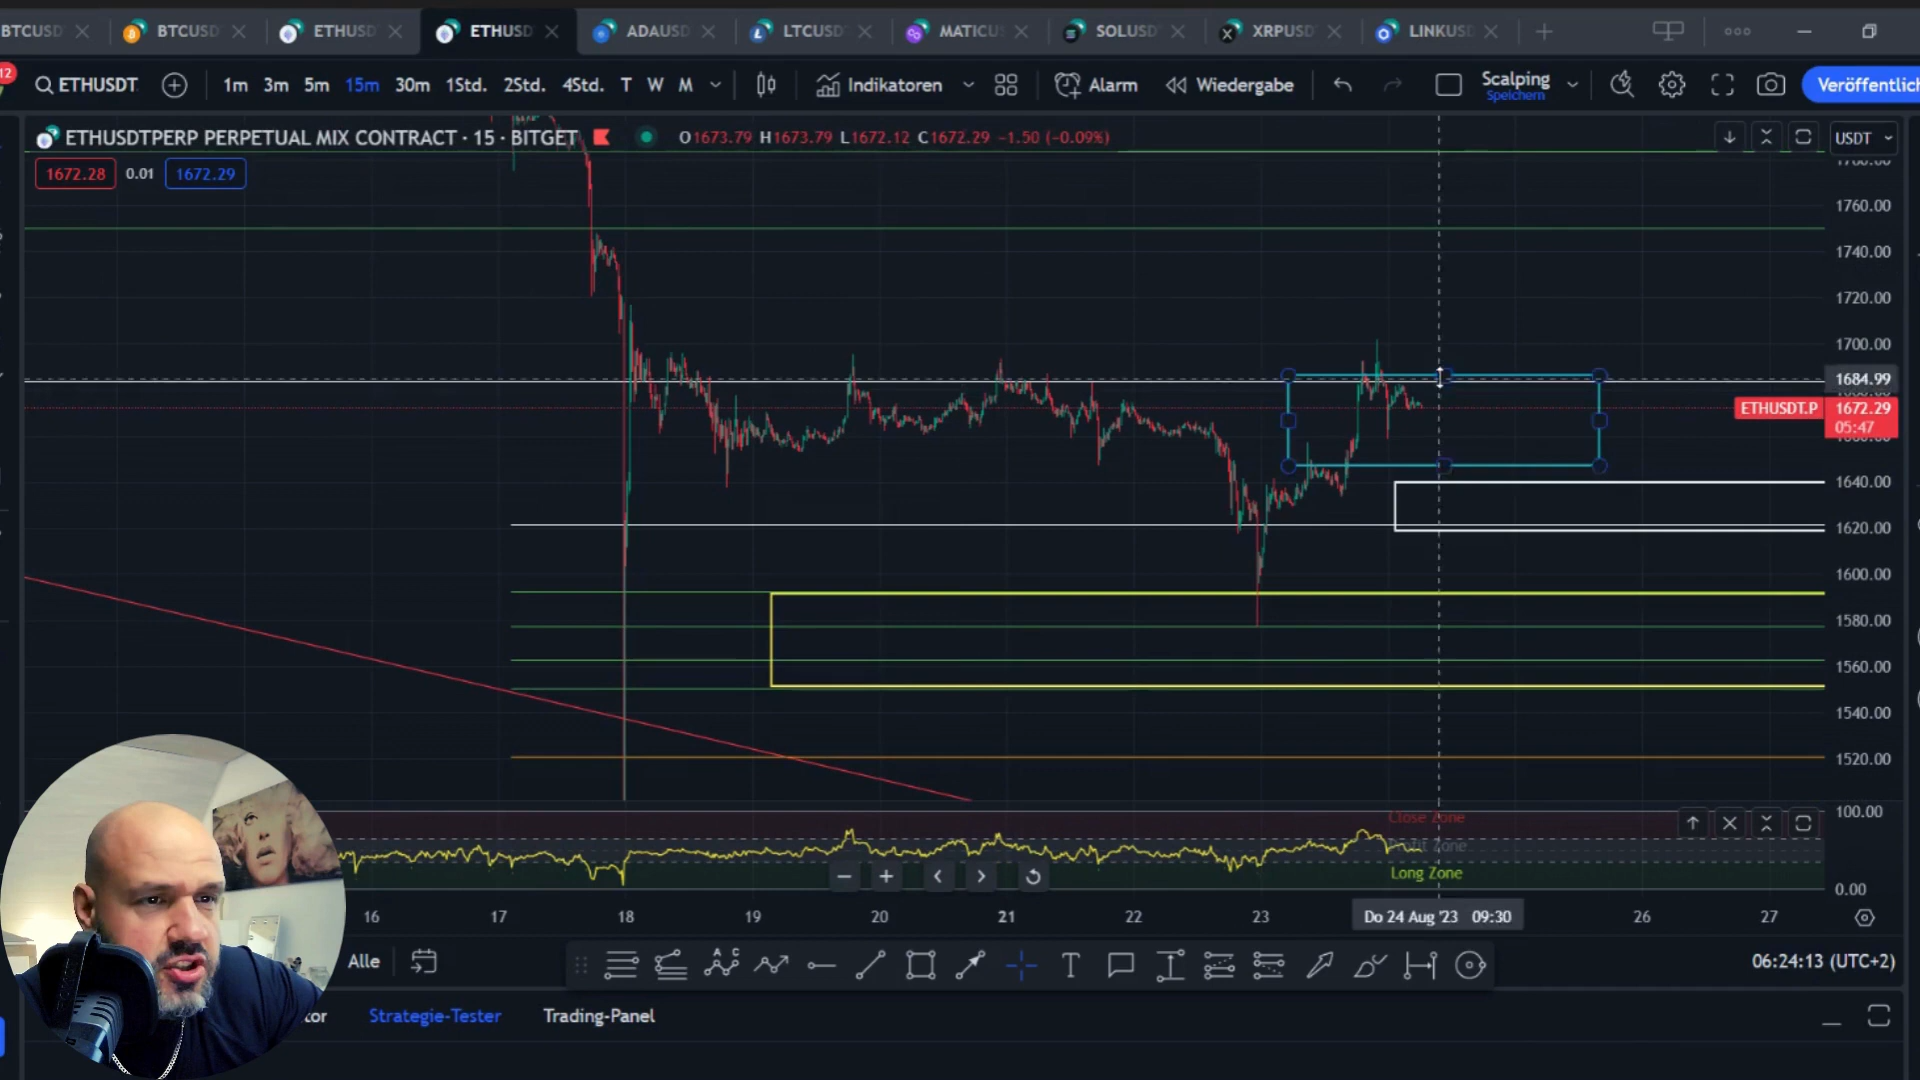 BTCUSD BTCUSD ETHUSD ETHUSD ADAUSD LTCUSD MATICU SOLUSD XRPUSD LINKUSD
12 ETHUSDT 1m 3m 5m 15m 30m 1Std. 2Std. 4Std. T W M Indikatoren Alarm Wiedergabe Scalping Veröffentlich
Speichern
ETHUSDTPERP PERPETUAL MIX CONTRACT · 15 · BITGET O1673.79 H1673.79 L1672.12 C1672.29 −1.50 (−0.09%) USDT
1672.28 0.01 1672.29
1760.00
1740.00
1720.00
1700.00
1684.99
ETHUSDT.P 1672.29
05:47
1640.00
1620.00
1600.00
1580.00
1560.00
1540.00
1520.00
Close Zone 100.00
Profit Zone
Long Zone
0.00
16 17 18 19 20 21 22 23 Do 24 Aug '23 09:30 26 27
Alle A C T 06:24:13 (UTC+2)
tor Strategie-Tester Trading-Panel